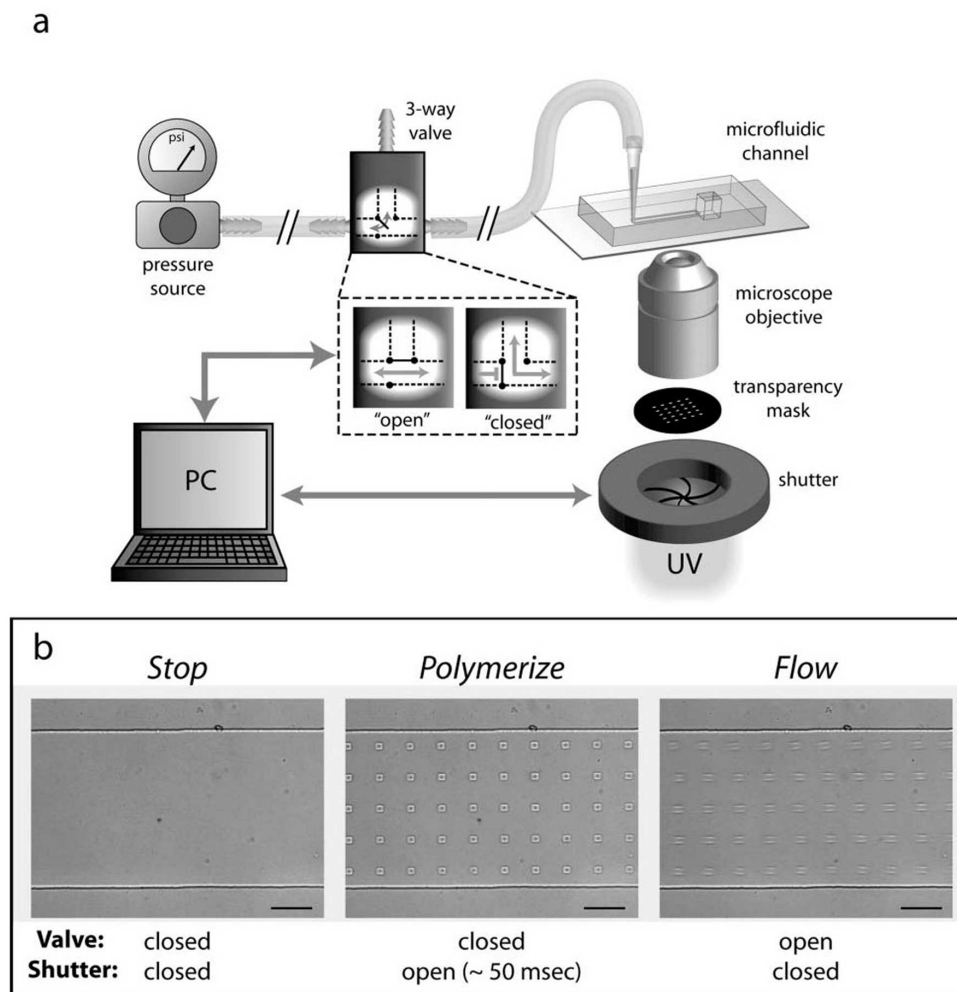 a
3-way
valve
psi
microfluidic
channel
pressure
source
microscope
objective
"open"
"closed"
transparency
mask
PC
shutter
UV
b
Stop
Polymerize
Flow
Valve: closed closed open
Shutter: closed open (~ 50 msec) closed